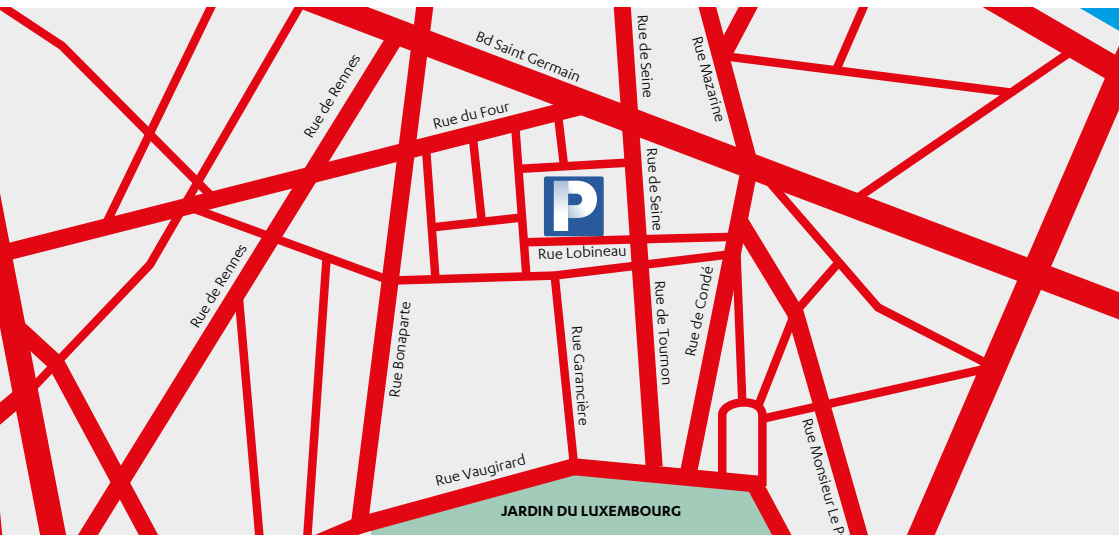 Bd Saint Germain
Rue de Seine
Rue Mazarine
Rue de Rennes
Rue du Four
Rue de Seine
P
Rue Lobineau
Rue de Rennes
Rue Bonaparte
Rue Garancière
Rue de Tournon
Rue de Condé
Rue Vaugirard
Rue Monsieur Le P
JARDIN DU LUXEMBOURG